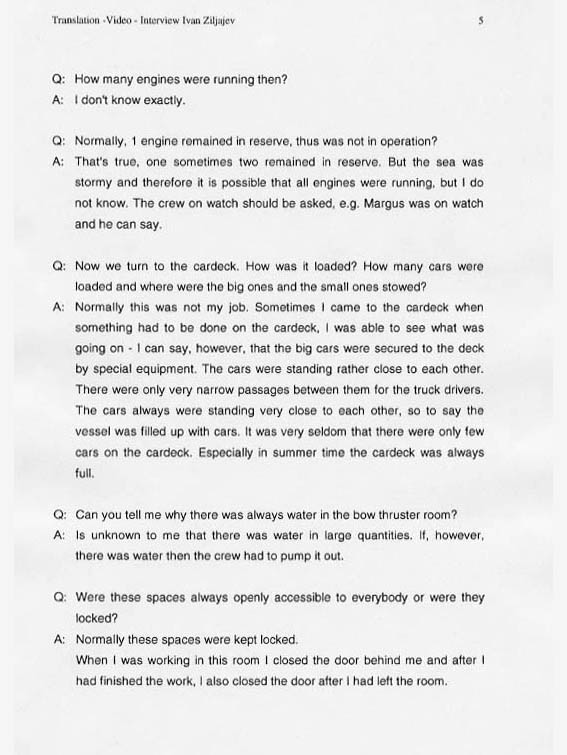 Translation -Video - Interview Ivan Ziljajev 5
Q: How many engines were running then?
A: I don't know exactly.
Q: Normally, 1 engine remained in reserve, thus was not in operation?
A: That's true, one sometimes two remained in reserve. But the sea was
stormy and therefore it is possible that all engines were running, but I do
not know. The crew on watch should be asked, e.g. Margus was on watch
and he can say.
Q: Now we turn to the cardeck. How was it loaded? How many cars were
loaded and where were the big ones and the small ones stowed?
A: Normally this was not my job. Sometimes I came to the cardeck when
something had to be done on the cardeck, I was able to see what was
going on - I can say, however, that the big cars were secured to the deck
by special equipment. The cars were standing rather close to each other.
There were only very narrow passages between them for the truck drivers.
The cars always were standing very close to each other, so to say the
vessel was filled up with cars. It was very seldom that there were only few
cars on the cardeck. Especially in summer time the cardeck was always
full.
Q: Can you tell me why there was always water in the bow thruster room?
A: Is unknown to me that there was water in large quantities. If, however,
there was water then the crew had to pump it out.
Q: Were these spaces always openly accessible to everybody or were they
locked?
A: Normally these spaces were kept locked.
When I was working in this room I closed the door behind me and after I
had finished the work, I also closed the door after I had left the room.